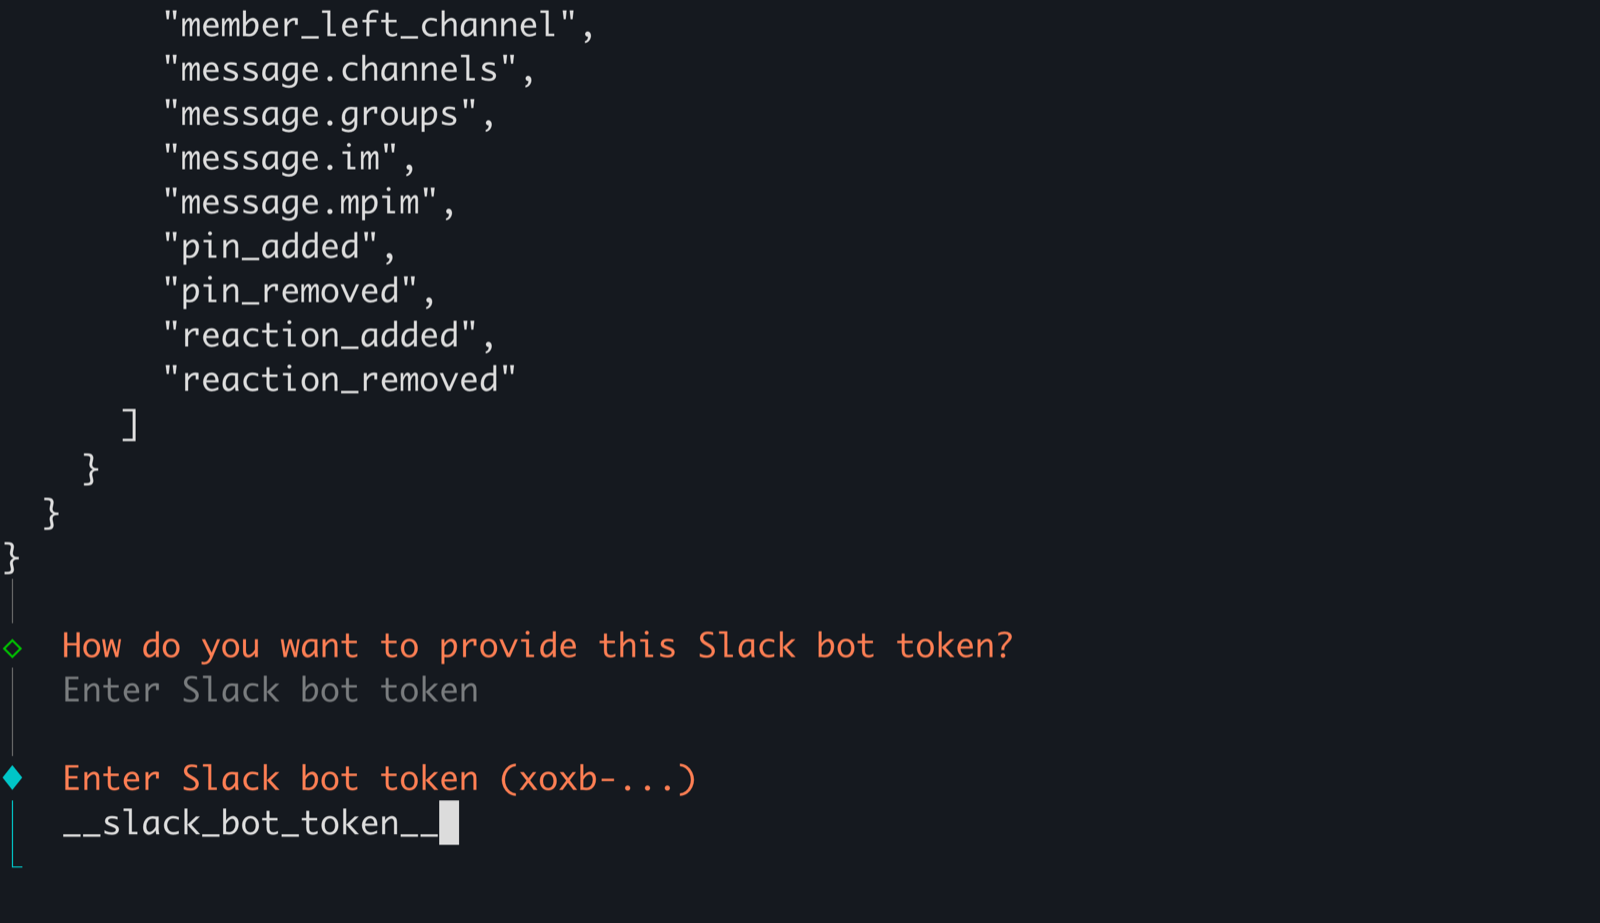 "member_left_channel",
"message.channels",
"message.groups",
"message.im",
"message.mpim",
"pin_added",
"pin_removed",
"reaction_added",
"reaction_removed"
]
}
}
}
How do you want to provide this Slack bot token?
Enter Slack bot token
Enter Slack bot token (xoxb-...)
__slack_bot_token__